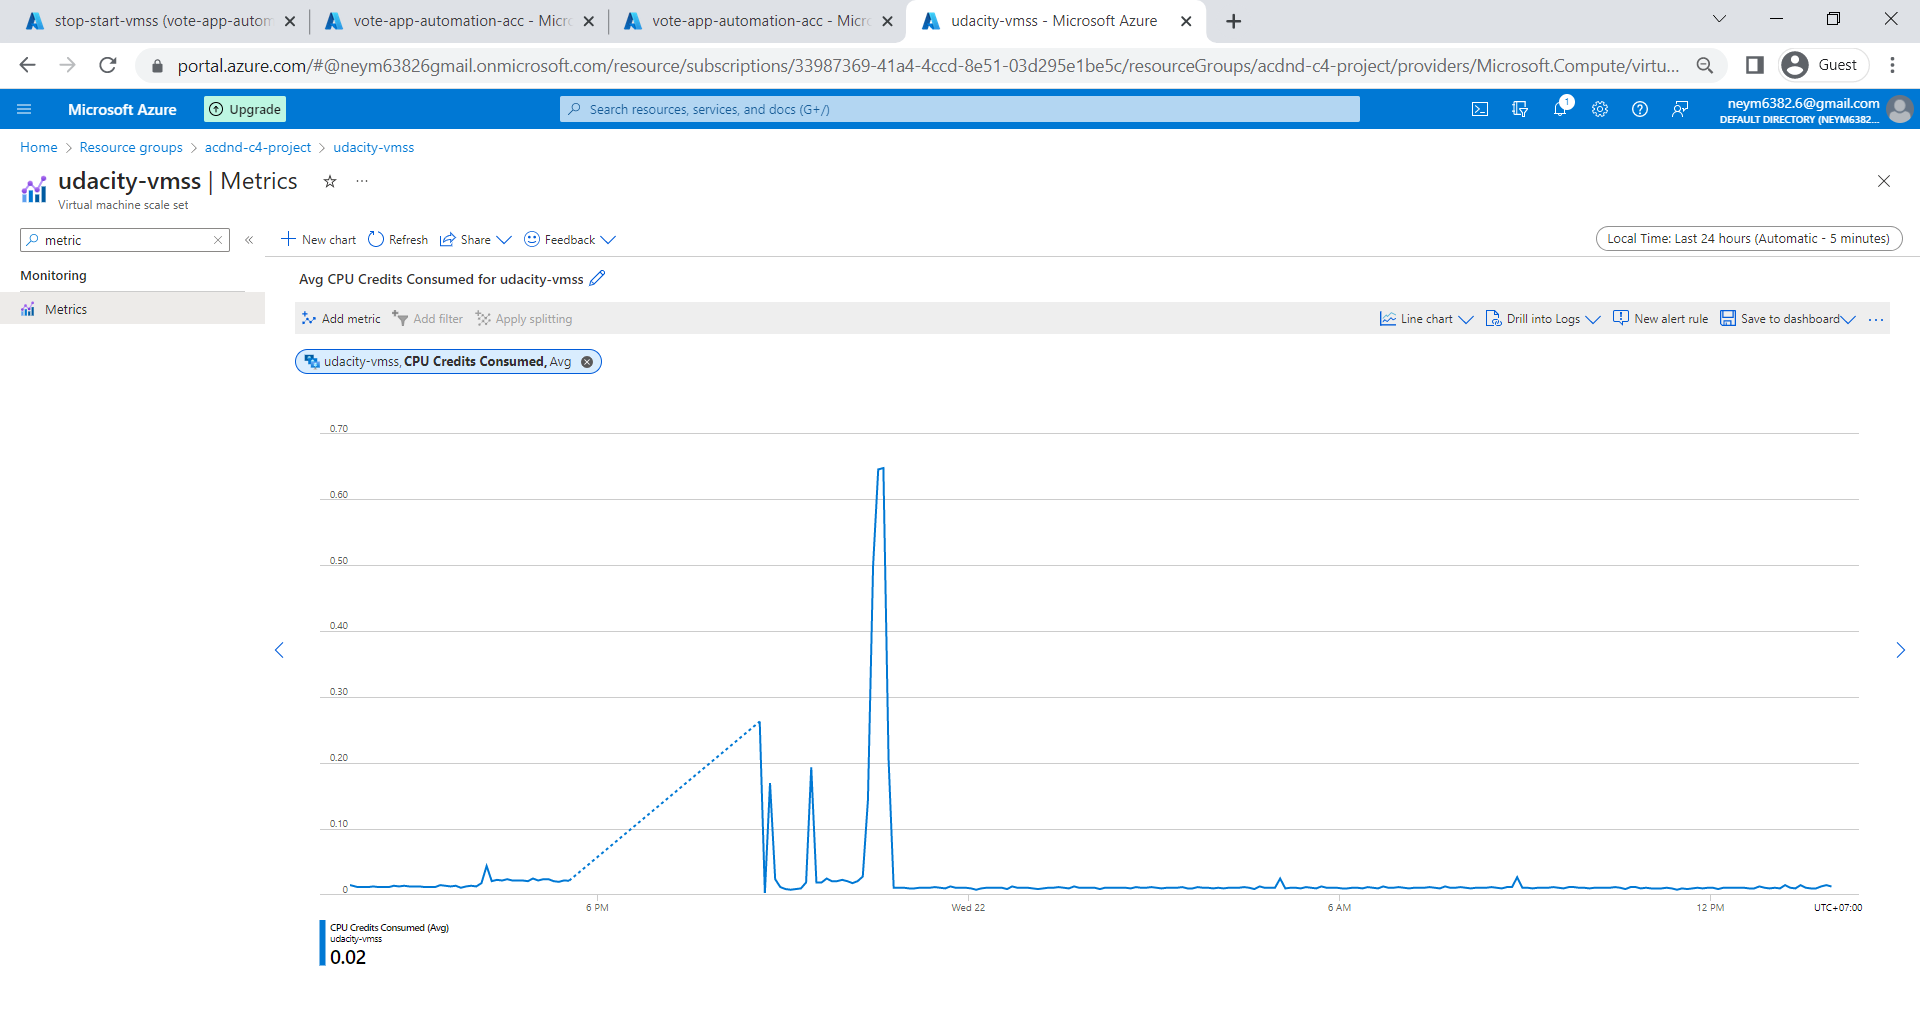 stop-start-vmss (vote-app-autom
vote-app-automation-acc - Micro
vote-app-automation-acc - Micro
udacity-vmss - Microsoft Azure
portal.azure.com/#@neym63826gmail.onmicrosoft.com/resource/subscriptions/33987369-41a4-4ccd-8e51-03d295e1be5c/resourceGroups/acdnd-c4-project/providers/Microsoft.Compute/virtu...
Guest
Microsoft Azure
Upgrade
Search resources, services, and docs (G+/)
1
neym6382.6@gmail.com
DEFAULT DIRECTORY (NEYM6382...
Home > Resource groups > acdnd-c4-project > udacity-vmss
udacity-vmss | Metrics
...
Virtual machine scale set
metric
«
New chart
Refresh
Share
Feedback
Local Time: Last 24 hours (Automatic - 5 minutes)
Monitoring
Metrics
Avg CPU Credits Consumed for udacity-vmss
Add metric
Add filter
Apply splitting
Line chart
Drill into Logs
New alert rule
Save to dashboard
...
udacity-vmss, CPU Credits Consumed, Avg
0.70
0.60
0.50
0.40
0.30
0.20
0.10
0
6 PM
Wed 22
6 AM
12 PM
UTC+07:00
CPU Credits Consumed (Avg)
udacity-vmss
0.02